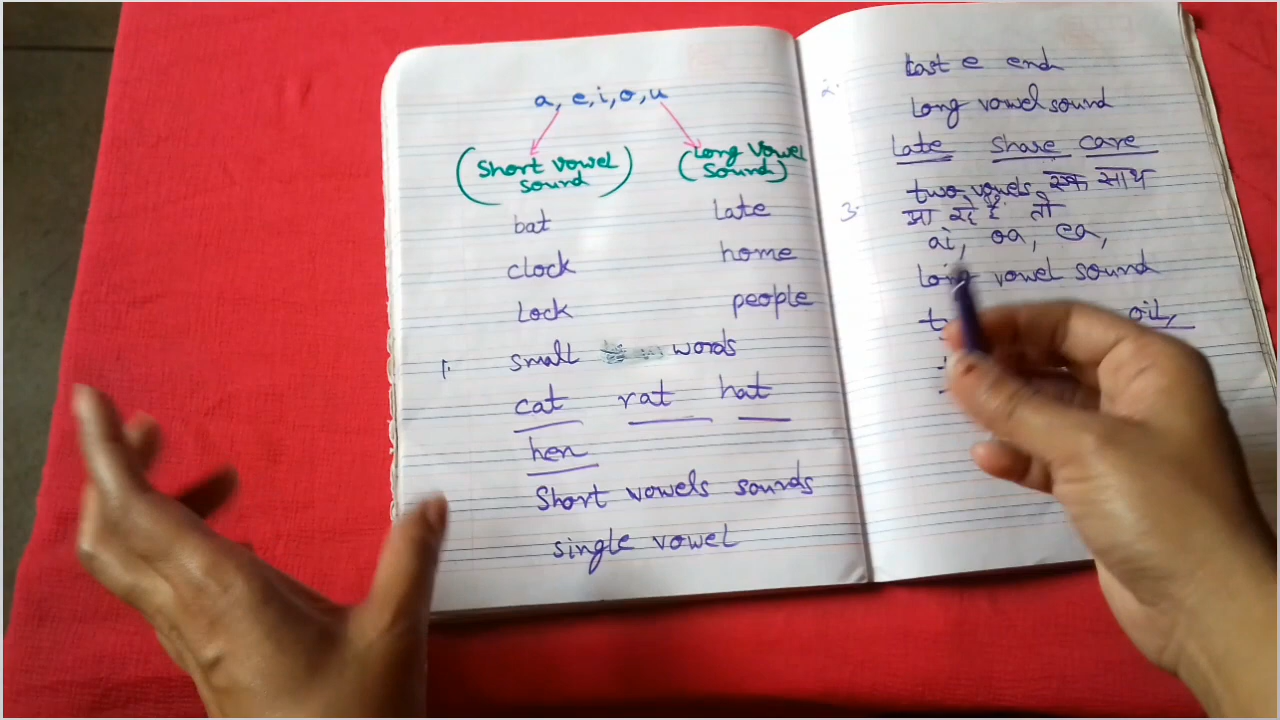 a, e, i, o, u
(Short vowel sound)
(Long Vowel Sound)
bat late
clock home
Lock people
1. small words
cat rat hat
hen
Short vowels sounds
single vowel
2. Last e end
Long vowel sound
Late Share care
3. two vowels एक साथ
आ रहे हैं तो
ai, oa, ea,
long vowel sound
oil,